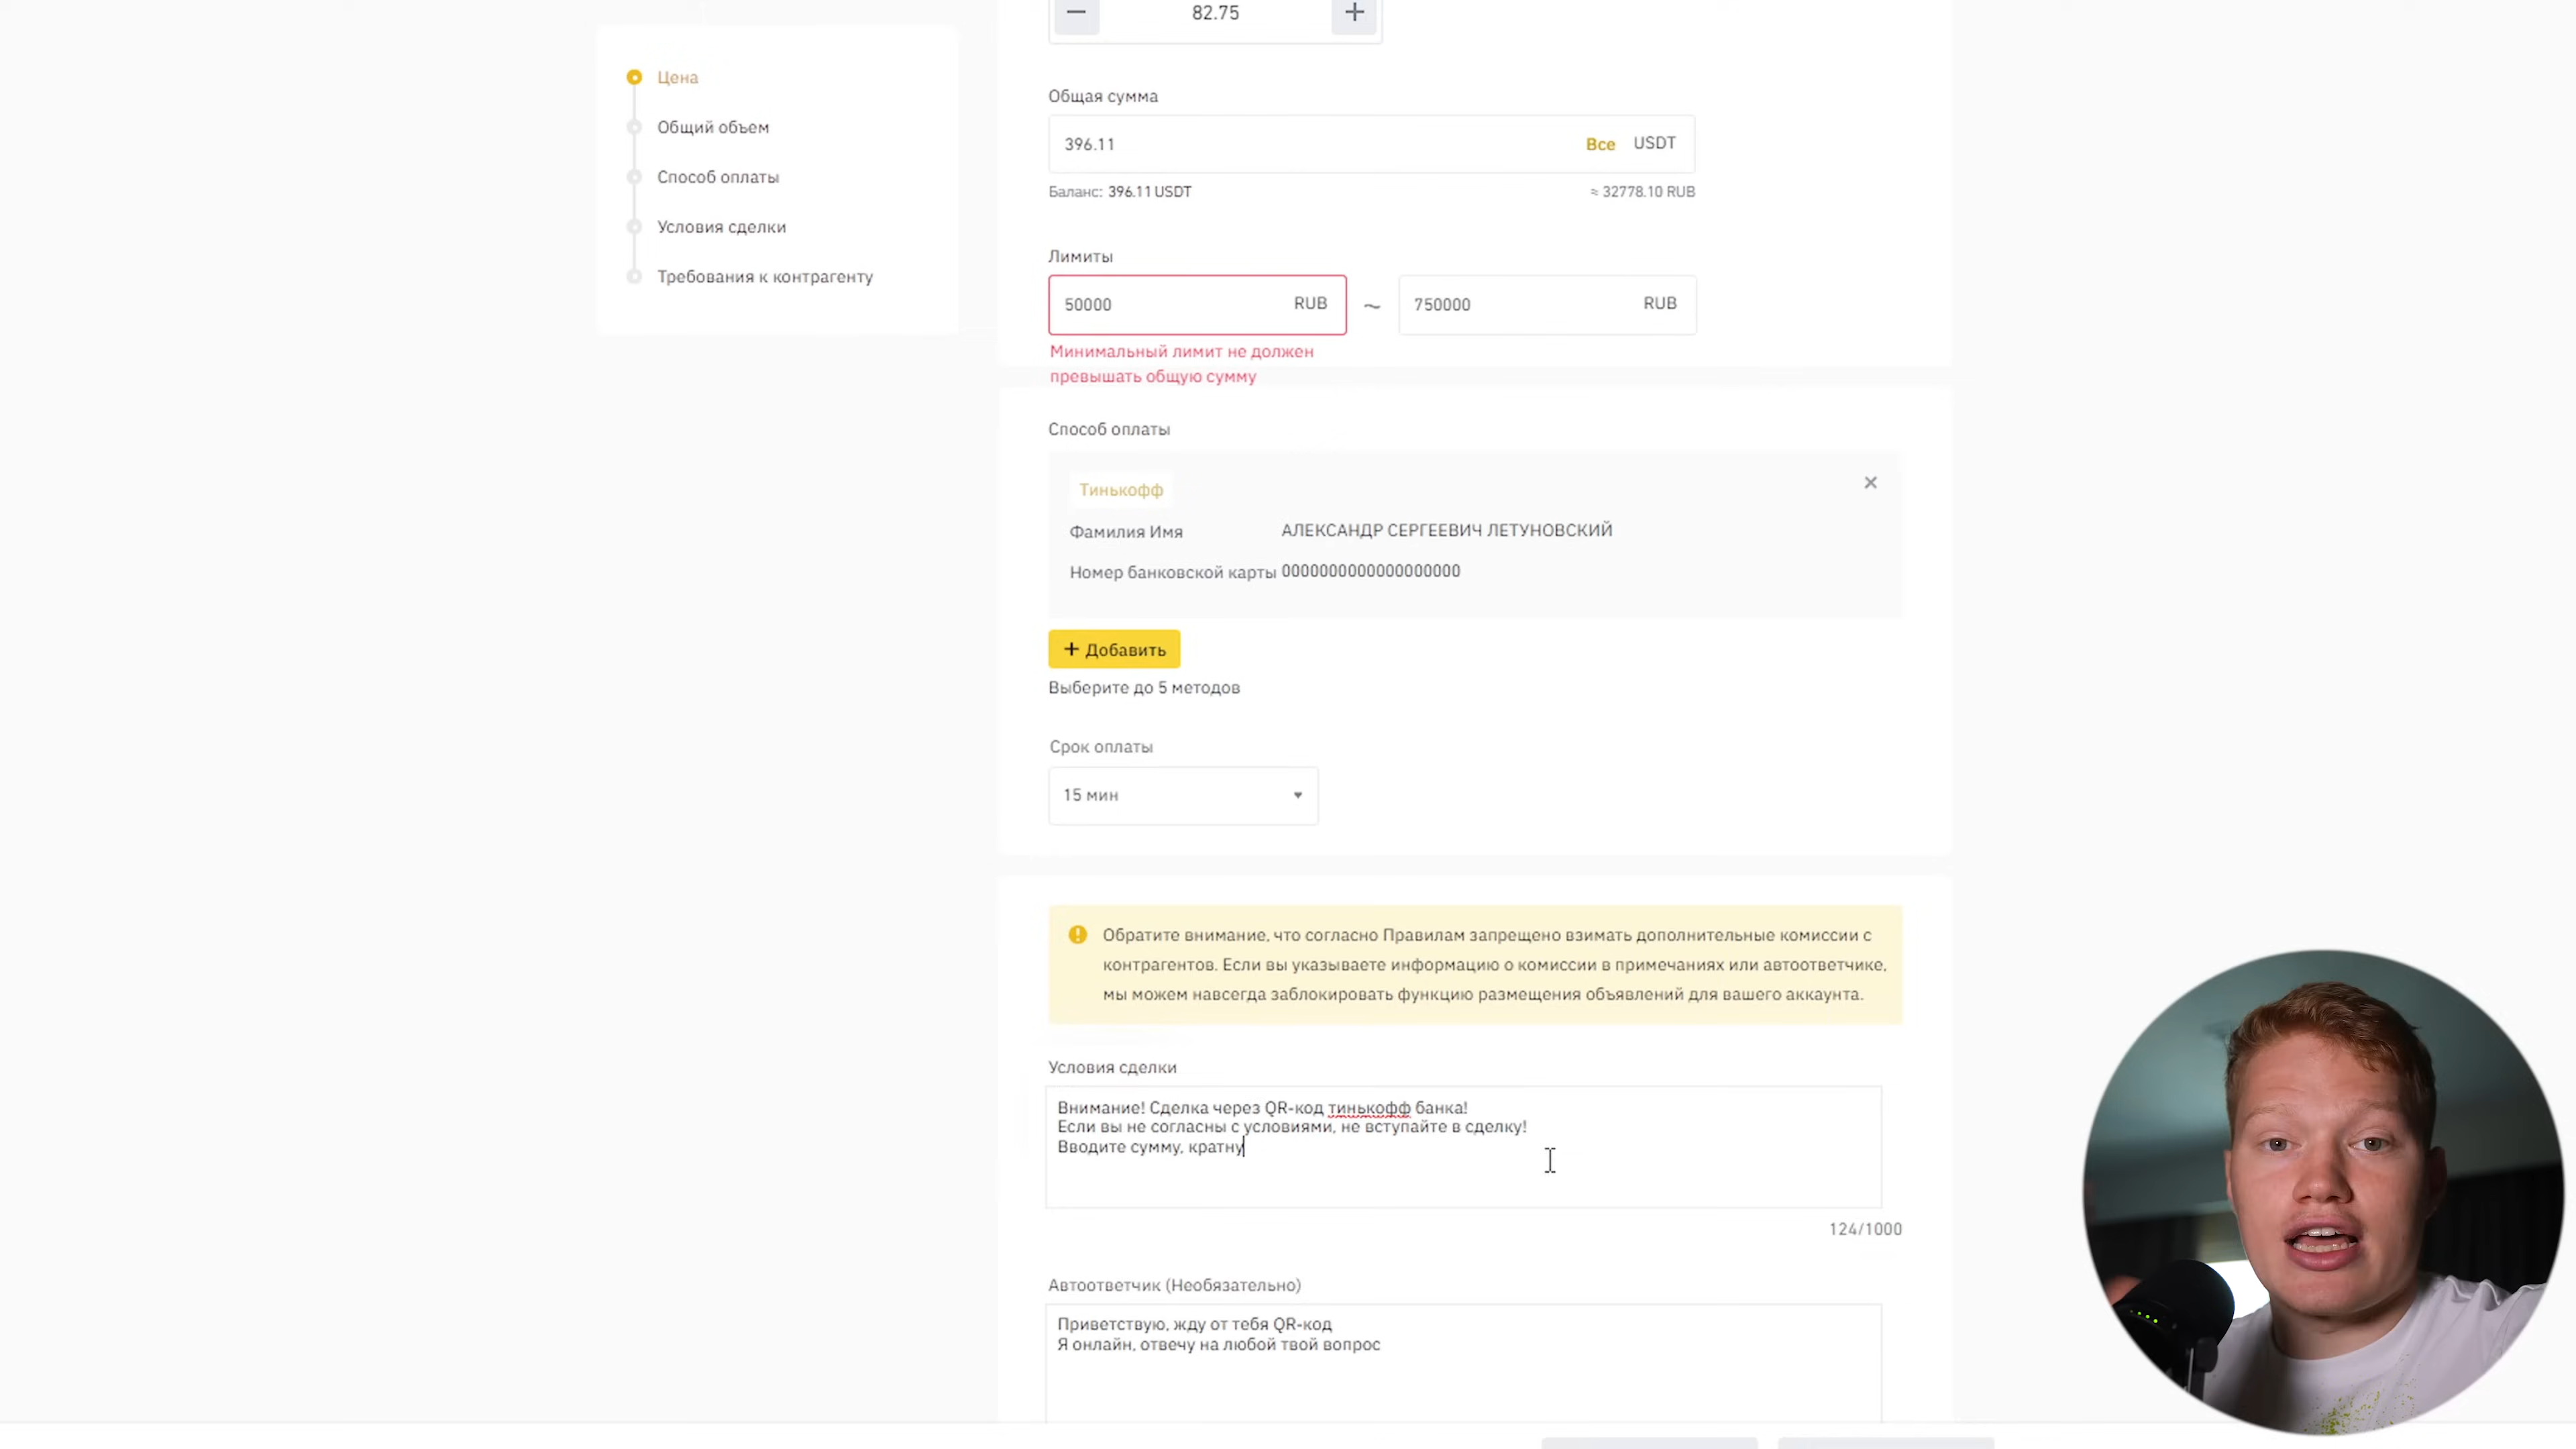 82.75
Цена
Общий объем
Способ оплаты
Условия сделки
Требования к контрагенту
Общая сумма
396.11 Все USDT
Баланс: 396.11 USDT ≈ 32778.10 RUB
Лимиты
50000 RUB ~ 750000 RUB
Минимальный лимит не должен
превышать общую сумму
Способ оплаты
Тинькофф
Фамилия Имя АЛЕКСАНДР СЕРГЕЕВИЧ ЛЕТУНОВСКИЙ
Номер банковской карты 0000000000000000000
+ Добавить
Выберите до 5 методов
Срок оплаты
15 мин
Обратите внимание, что согласно Правилам запрещено взимать дополнительные комиссии с
контрагентов. Если вы указываете информацию о комиссии в примечаниях или автоответчике,
мы можем навсегда заблокировать функцию размещения объявлений для вашего аккаунта.
Условия сделки
Внимание! Сделка через QR-код тинькофф банка!
Если вы не согласны с условиями, не вступайте в сделку!
Вводите сумму, кратну
124/1000
Автоответчик (Необязательно)
Приветствую, жду от тебя QR-код
Я онлайн, отвечу на любой твой вопрос